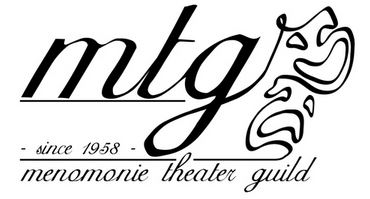 mtg
- since 1958 -
menomonie theater guild